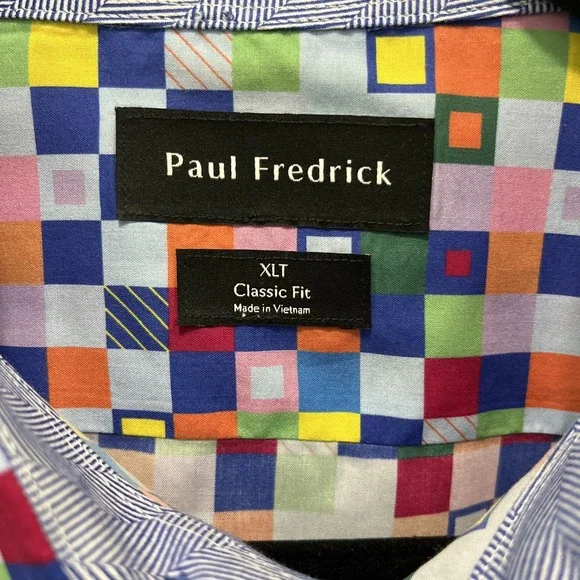 Paul Fredrick
XLT
Classic Fit
Made in Vietnam